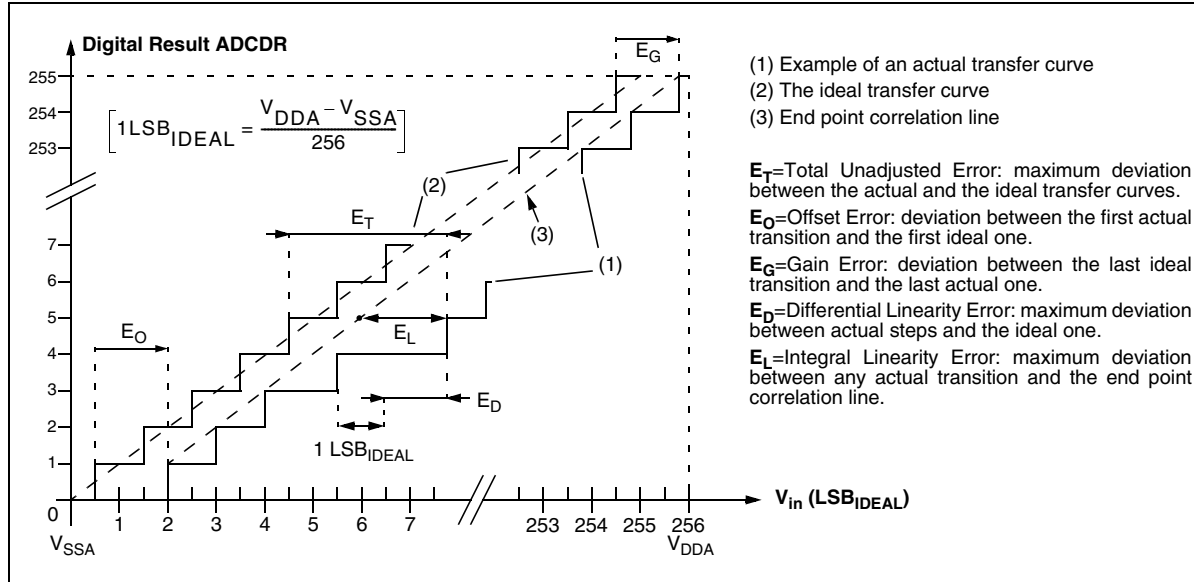 Digital Result ADCDR
E_G
255
254
253
[1LSB_IDEAL = (V_DDA – V_SSA) / 256]
(2)
E_T
(3)
(1)
7
6
5
4
3
2
1
0
E_O
E_L
E_D
1 LSB_IDEAL
1 2 3 4 5 6 7 253 254 255 256
V_in (LSB_IDEAL)
V_SSA
V_DDA
(1) Example of an actual transfer curve
(2) The ideal transfer curve
(3) End point correlation line
E_T=Total Unadjusted Error: maximum deviation
between the actual and the ideal transfer curves.
E_O=Offset Error: deviation between the first actual
transition and the first ideal one.
E_G=Gain Error: deviation between the last ideal
transition and the last actual one.
E_D=Differential Linearity Error: maximum deviation
between actual steps and the ideal one.
E_L=Integral Linearity Error: maximum deviation
between any actual transition and the end point
correlation line.